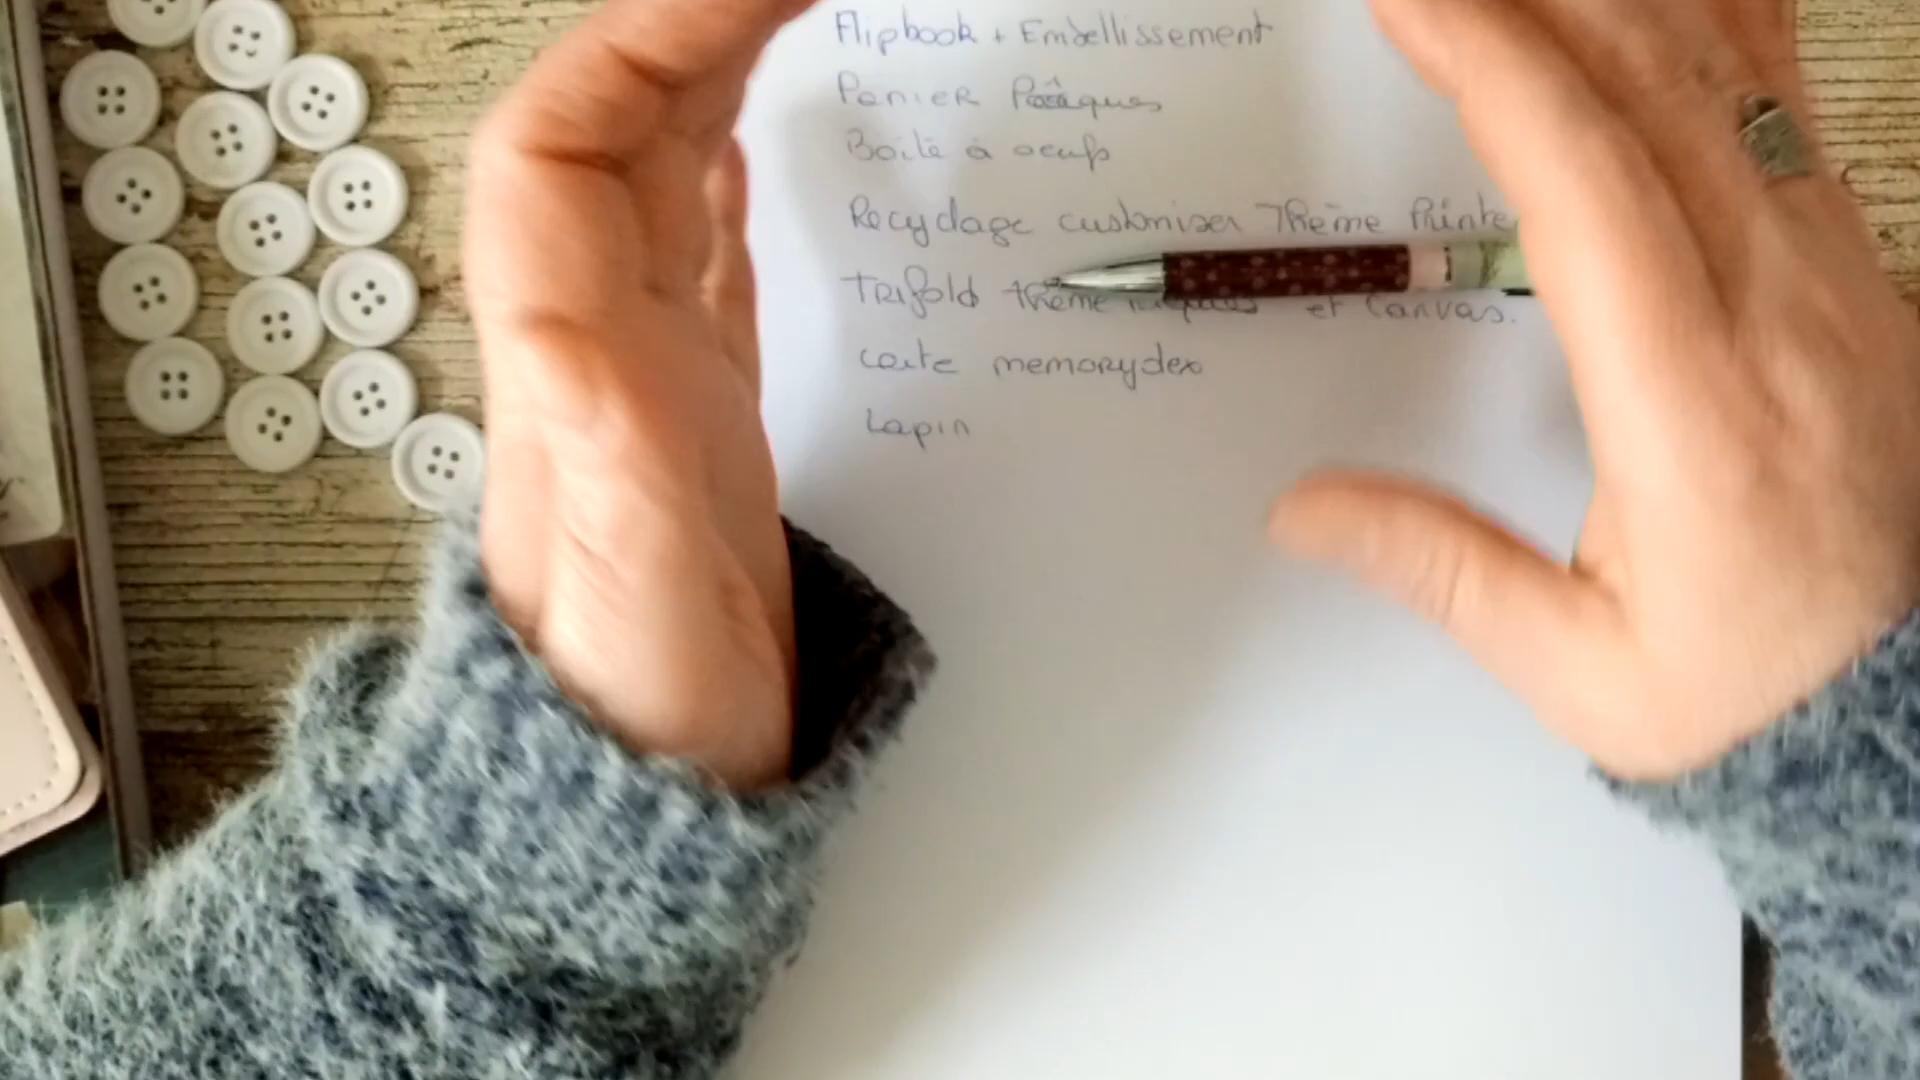 Flipbook + Embellissement
Panier Pâques
Boîte à oeufs
Recyclage customiser Thème Printe
Trifold thème et Canvas.
carte memorydex
Lapin